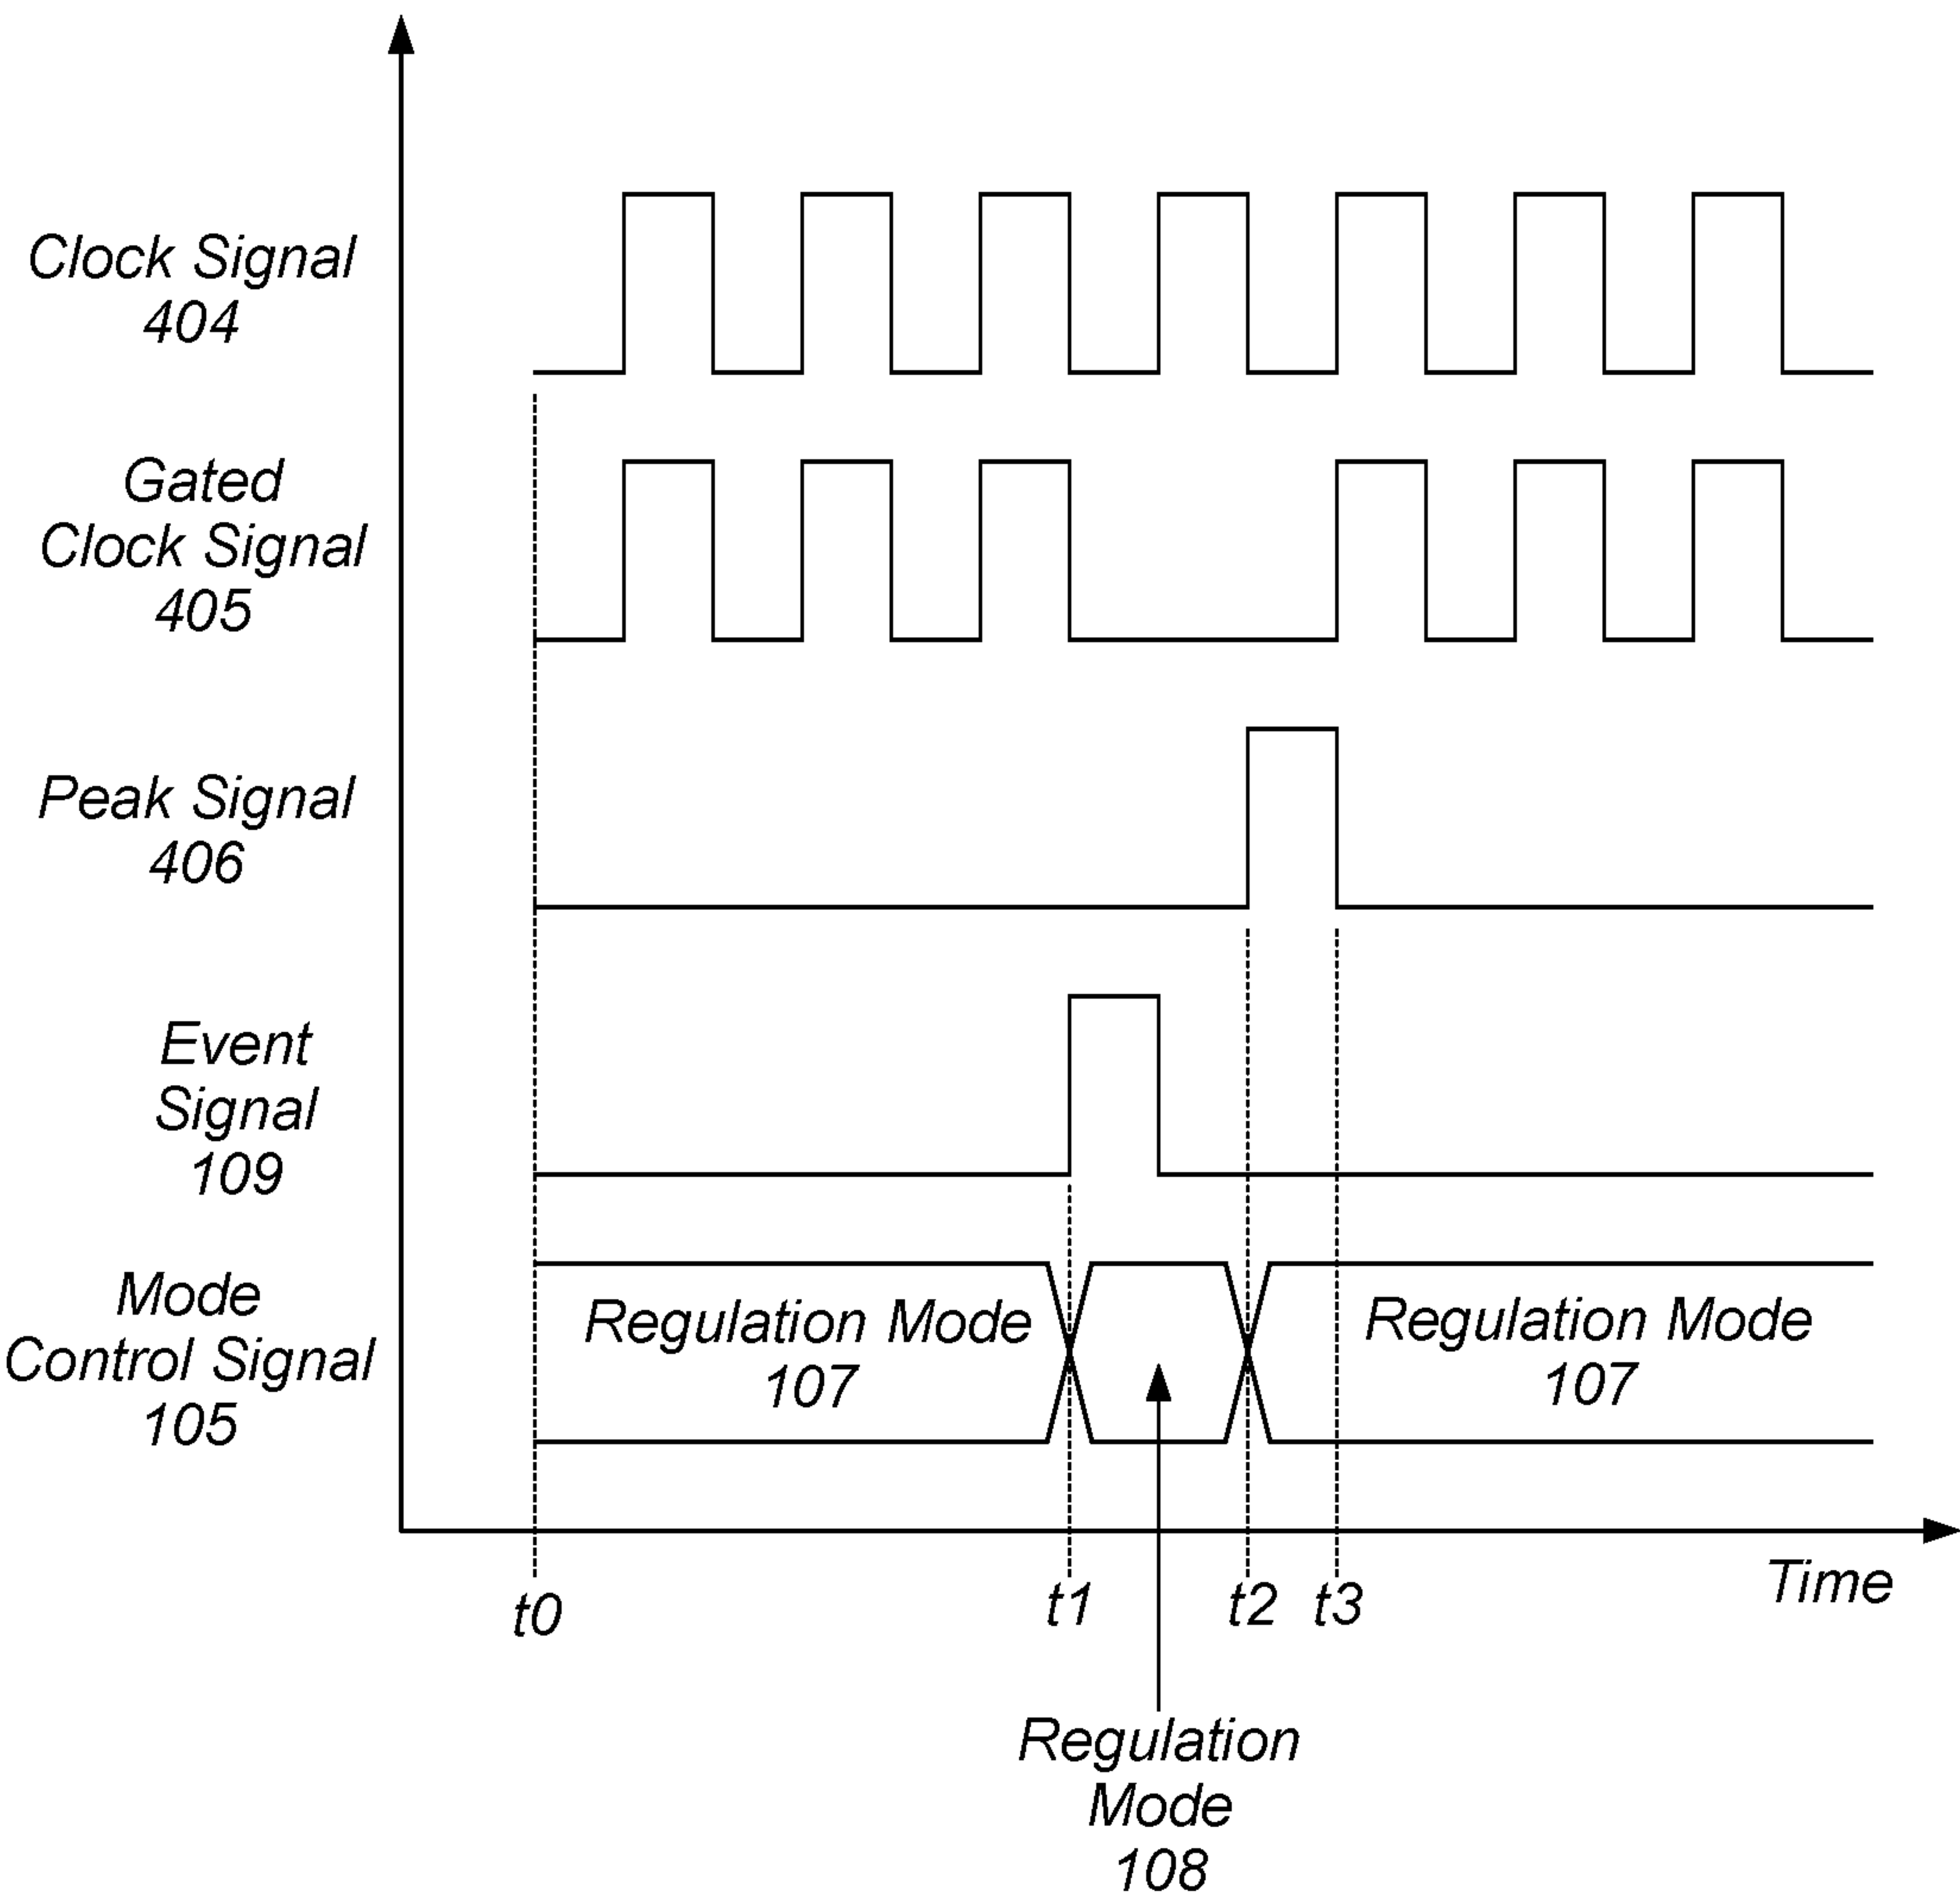 Clock Signal
404
Gated
Clock Signal
405
Peak Signal
406
Event
Signal
109
Mode
Control Signal
105
Regulation Mode
107
Regulation Mode
107
t0
t1
t2
t3
Time
Regulation
Mode
108